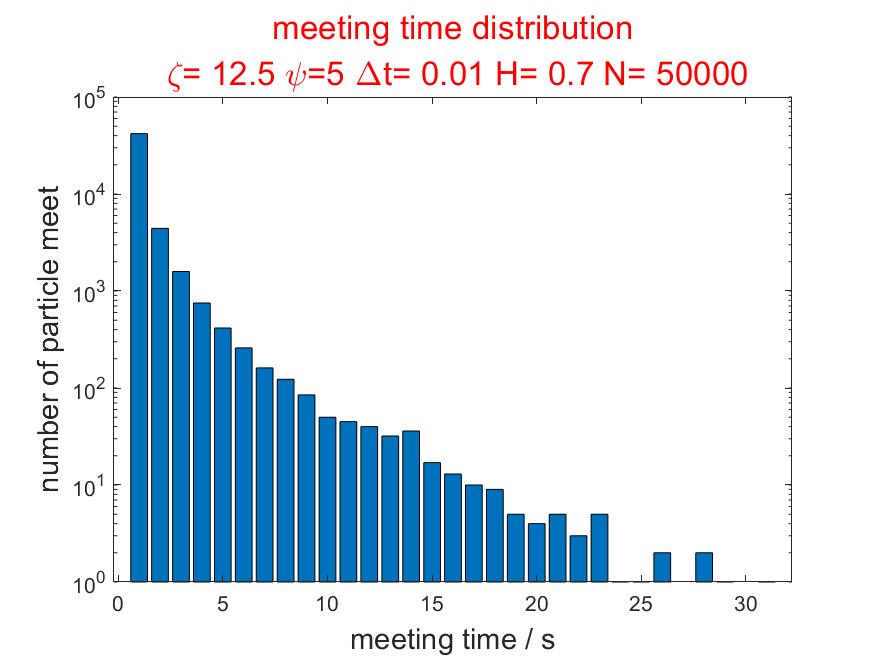 meeting time distribution
ζ= 12.5 ψ=5 Δt= 0.01 H= 0.7 N= 50000
number of particle meet
10^5
10^4
10^3
10^2
10^1
10^0
0 5 10 15 20 25 30
meeting time / s